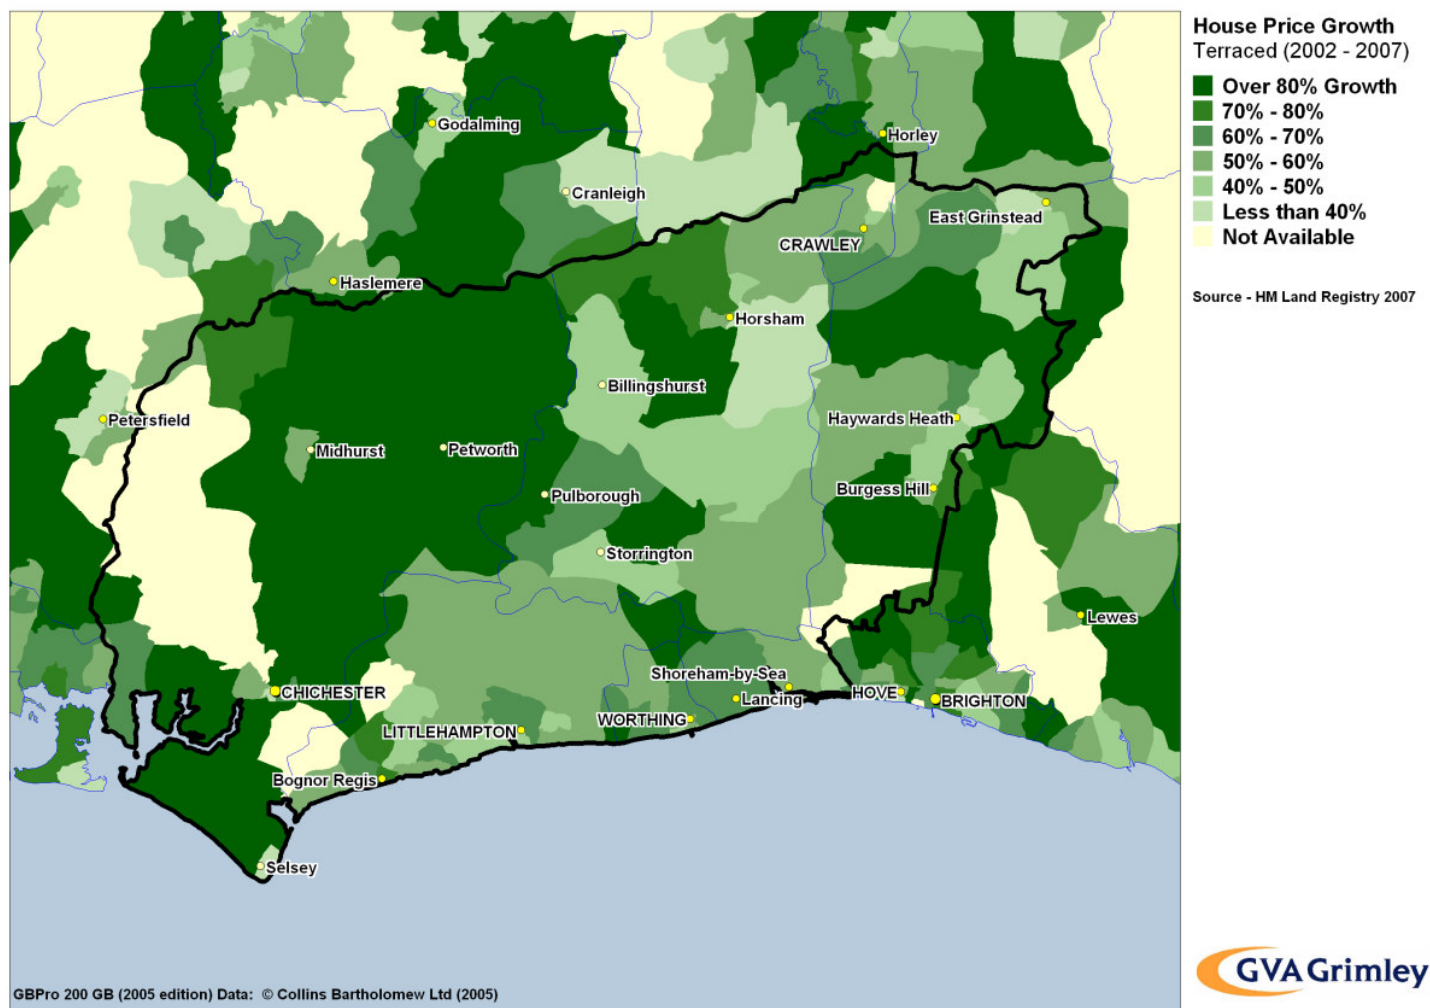 House Price Growth
Terraced (2002 - 2007)
Over 80% Growth
70% - 80%
60% - 70%
50% - 60%
40% - 50%
Less than 40%
Not Available
Source - HM Land Registry 2007
Godalming
Horley
Cranleigh
East Grinstead
CRAWLEY
Haslemere
Horsham
Billingshurst
Petersfield
Haywards Heath
Midhurst
Petworth
Pulborough
Burgess Hill
Storrington
Lewes
Shoreham-by-Sea
CHICHESTER
HOVE
Lancing
BRIGHTON
WORTHING
LITTLEHAMPTON
Bognor Regis
Selsey
GVA Grimley
GBPro 200 GB (2005 edition) Data: © Collins Bartholomew Ltd (2005)